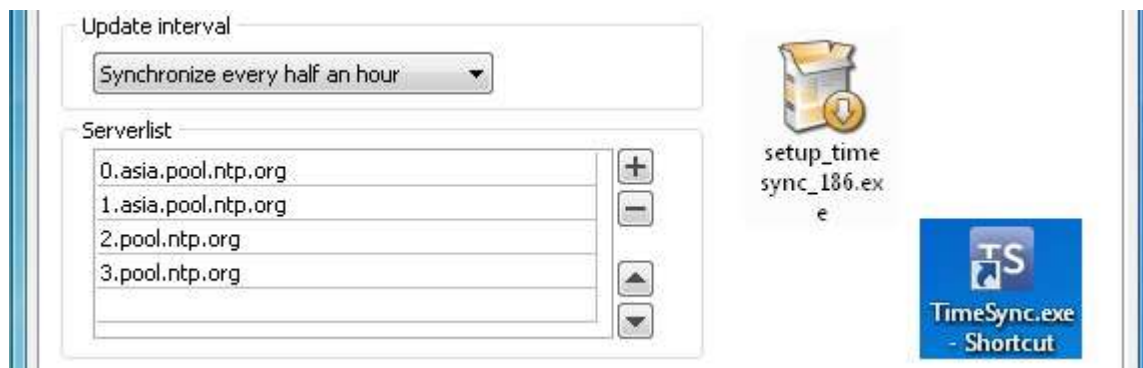 Update interval
Synchronize every half an hour
Serverlist
0.asia.pool.ntp.org
1.asia.pool.ntp.org
2.pool.ntp.org
3.pool.ntp.org
setup_time
sync_186.ex
e
TS
TimeSync.exe
- Shortcut